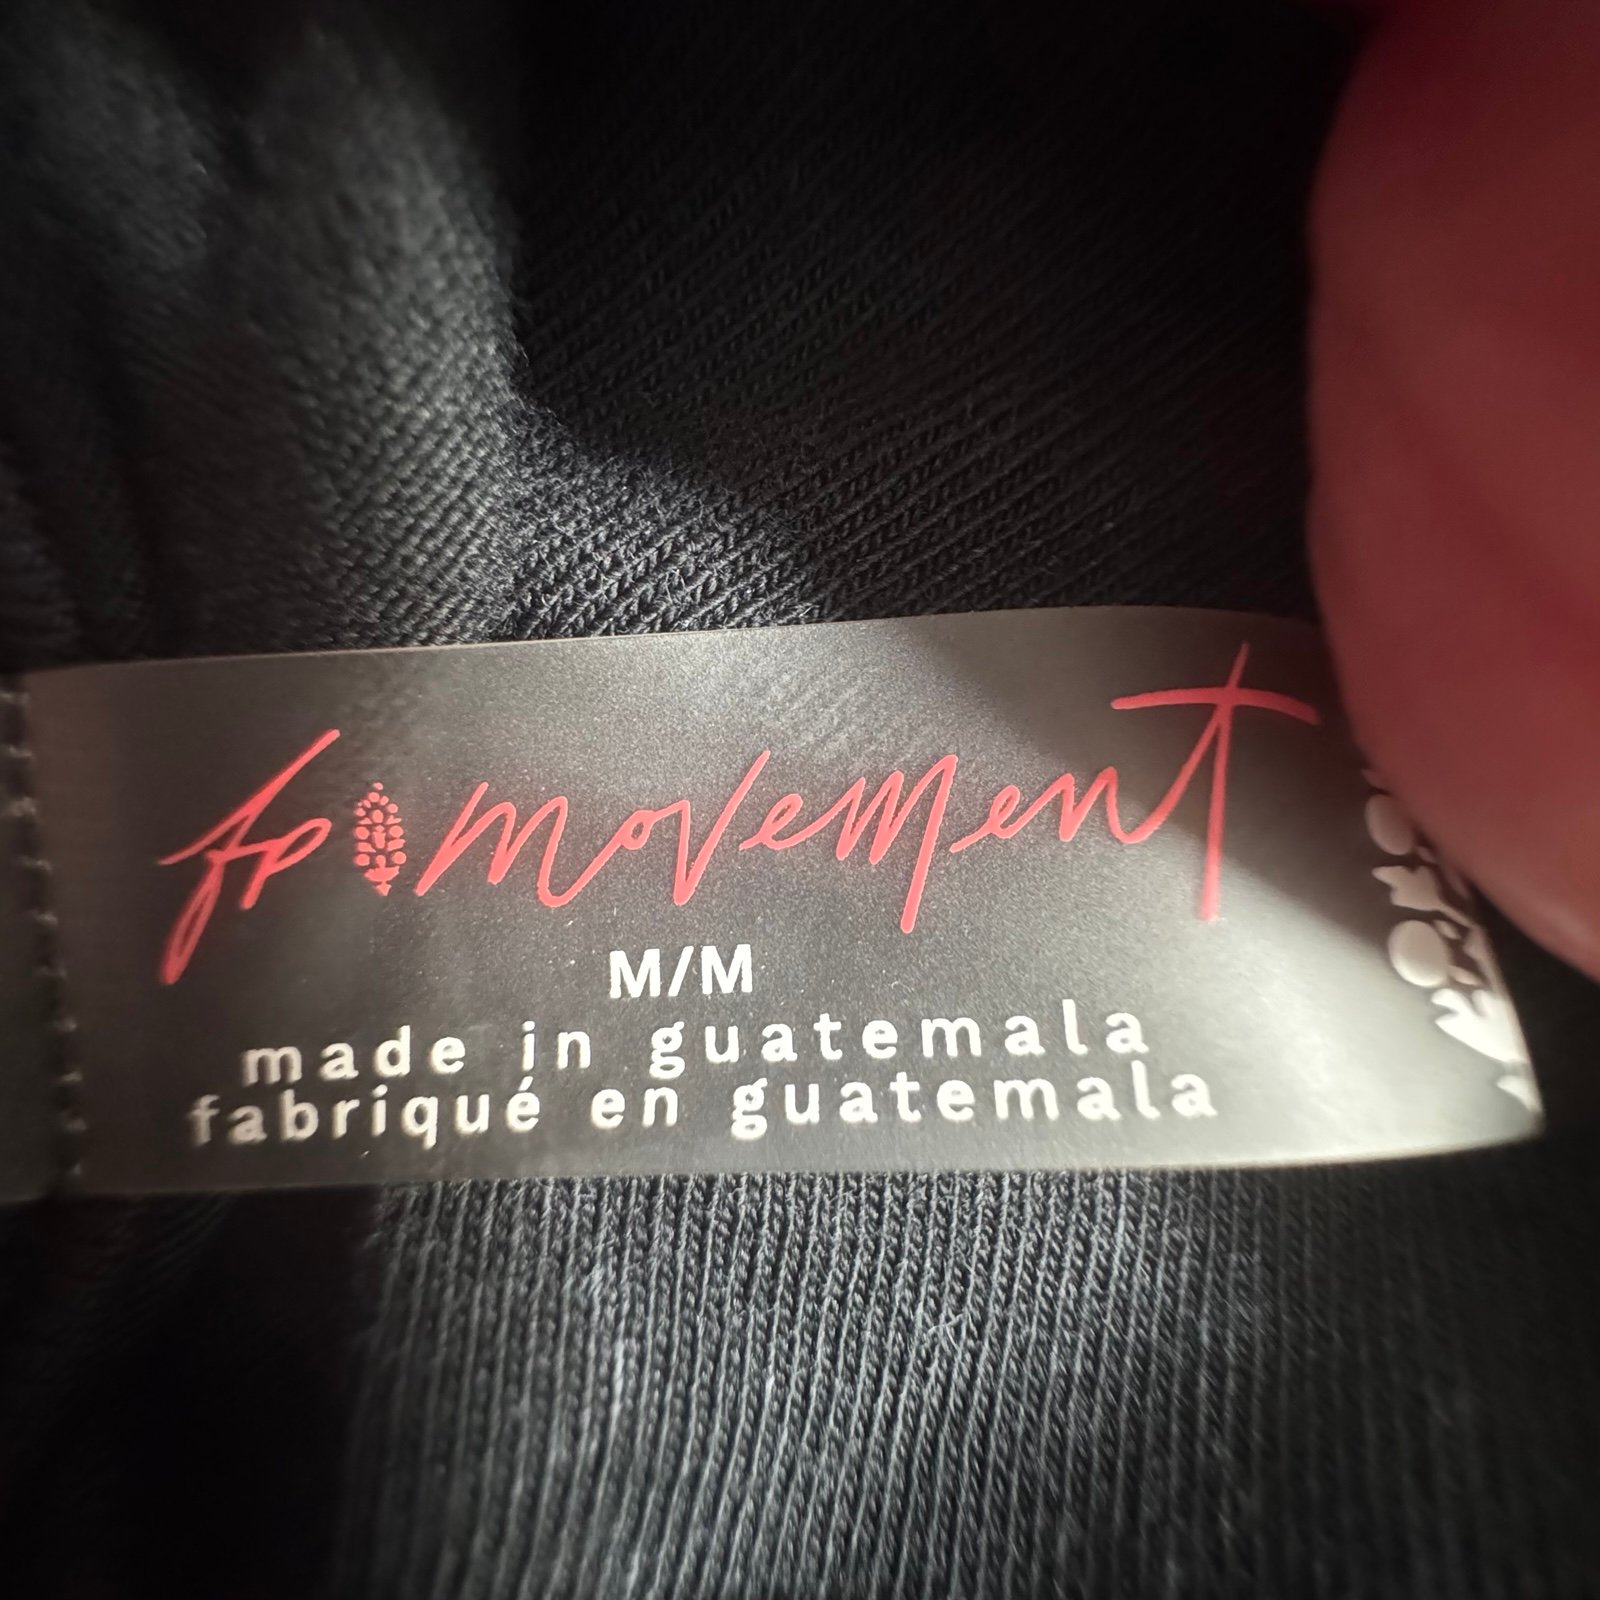 fp movement
M/M
made in guatemala
fabriqué en guatemala